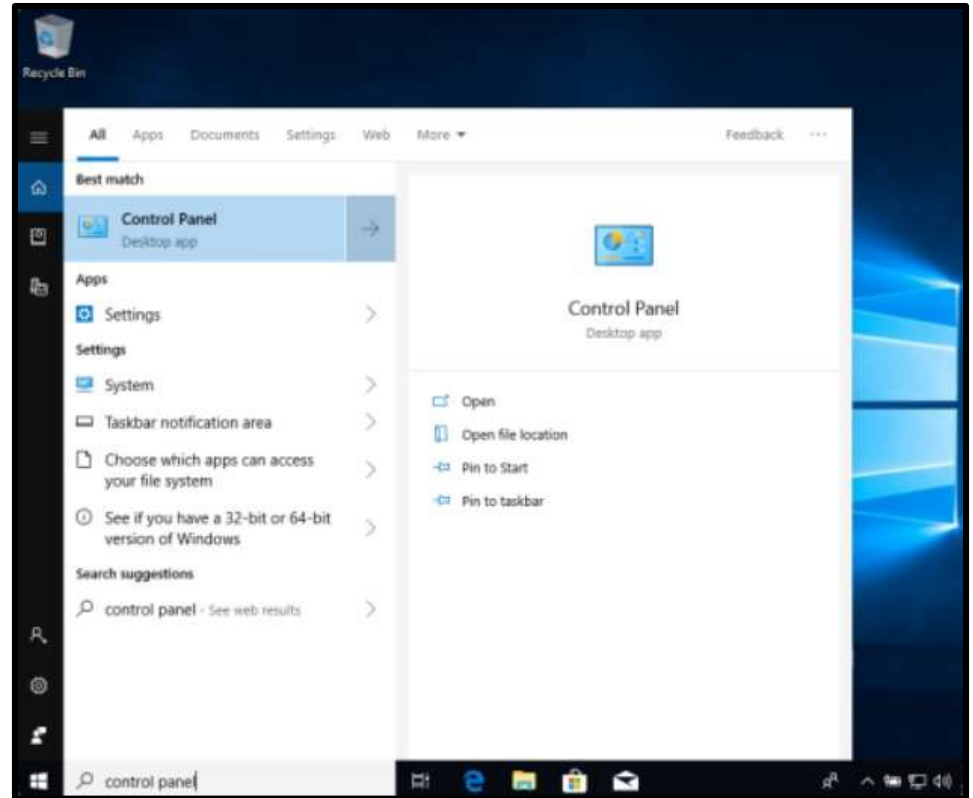 Recycle Bin
All Apps Documents Settings Web More Feedback ...
Best match
Control Panel
Desktop app
Apps
Settings
Settings
System
Taskbar notification area
Choose which apps can access
your file system
See if you have a 32-bit or 64-bit
version of Windows
Search suggestions
control panel - See web results
Control Panel
Desktop app
Open
Open file location
Pin to Start
Pin to taskbar
control panel